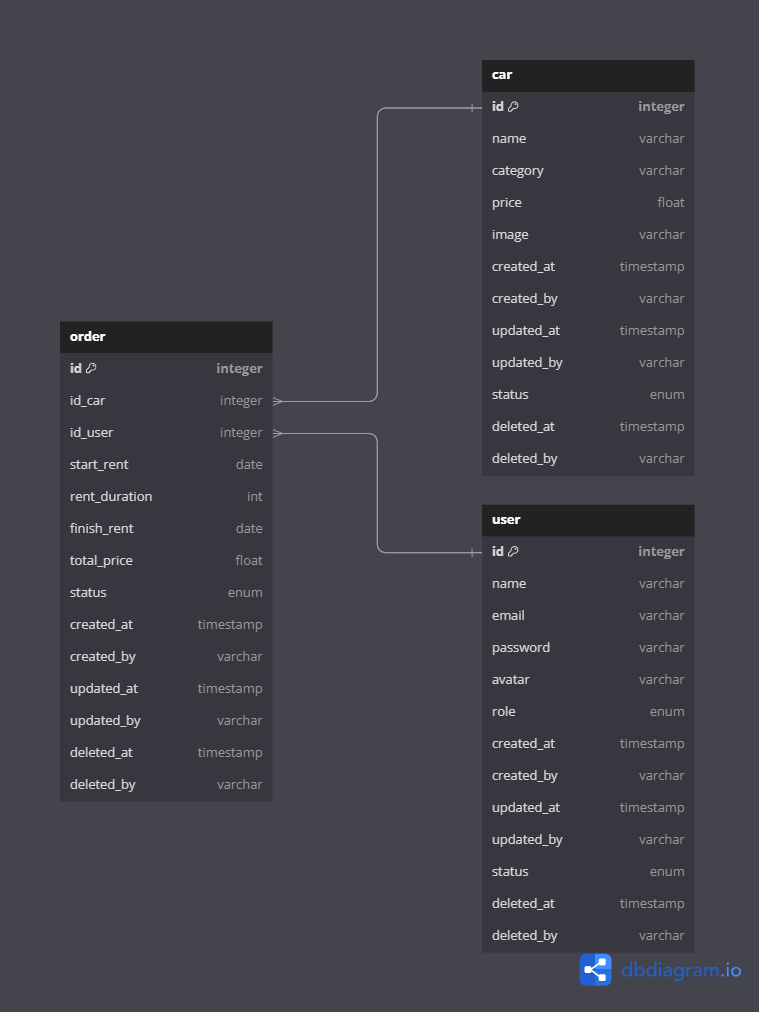 car
id integer
name varchar
category varchar
price float
image varchar
created_at timestamp
created_by varchar
updated_at timestamp
updated_by varchar
status enum
deleted_at timestamp
deleted_by varchar
order
id integer
id_car integer
id_user integer
start_rent date
rent_duration int
finish_rent date
total_price float
status enum
created_at timestamp
created_by varchar
updated_at timestamp
updated_by varchar
deleted_at timestamp
deleted_by varchar
user
id integer
name varchar
email varchar
password varchar
avatar varchar
role enum
created_at timestamp
created_by varchar
updated_at timestamp
updated_by varchar
status enum
deleted_at timestamp
deleted_by varchar
dbdiagram.io